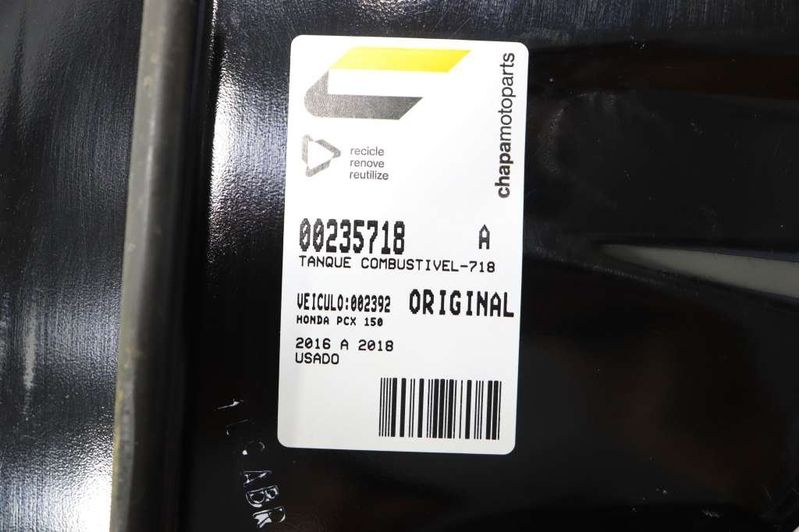 chapamotoparts
recicle
renove
reutilize
00235718 A
TANQUE COMBUSTIVEL-718
VEICULO:002392 ORIGINAL
HONDA PCX 150
2016 A 2018
USADO